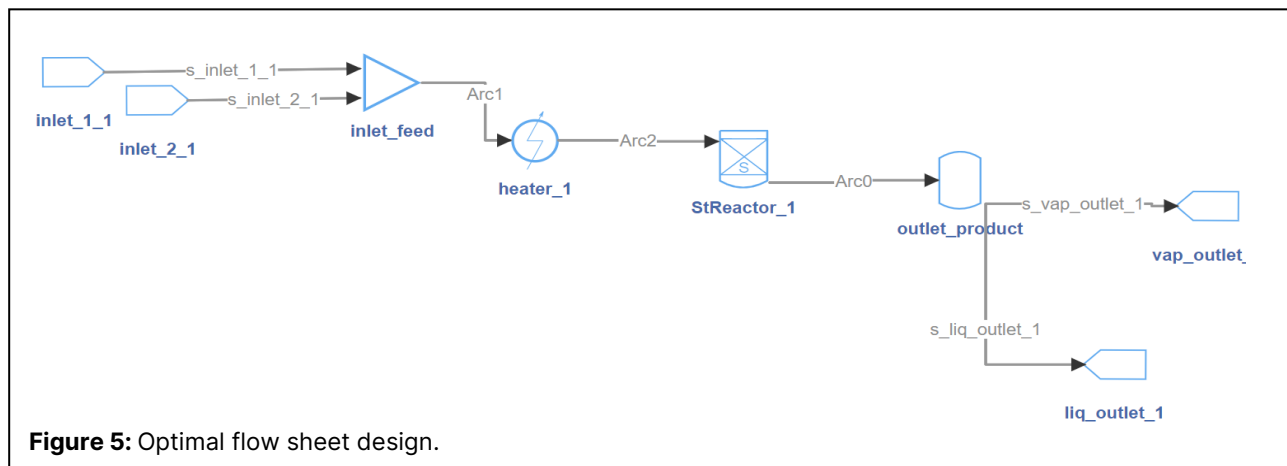 s_inlet_1_1
inlet_1_1
s_inlet_2_1
inlet_2_1
inlet_feed
Arc1
heater_1
Arc2
S
StReactor_1
Arc0
outlet_product
s_vap_outlet_1
vap_outlet_
s_liq_outlet_1
liq_outlet_1
Figure 5: Optimal flow sheet design.